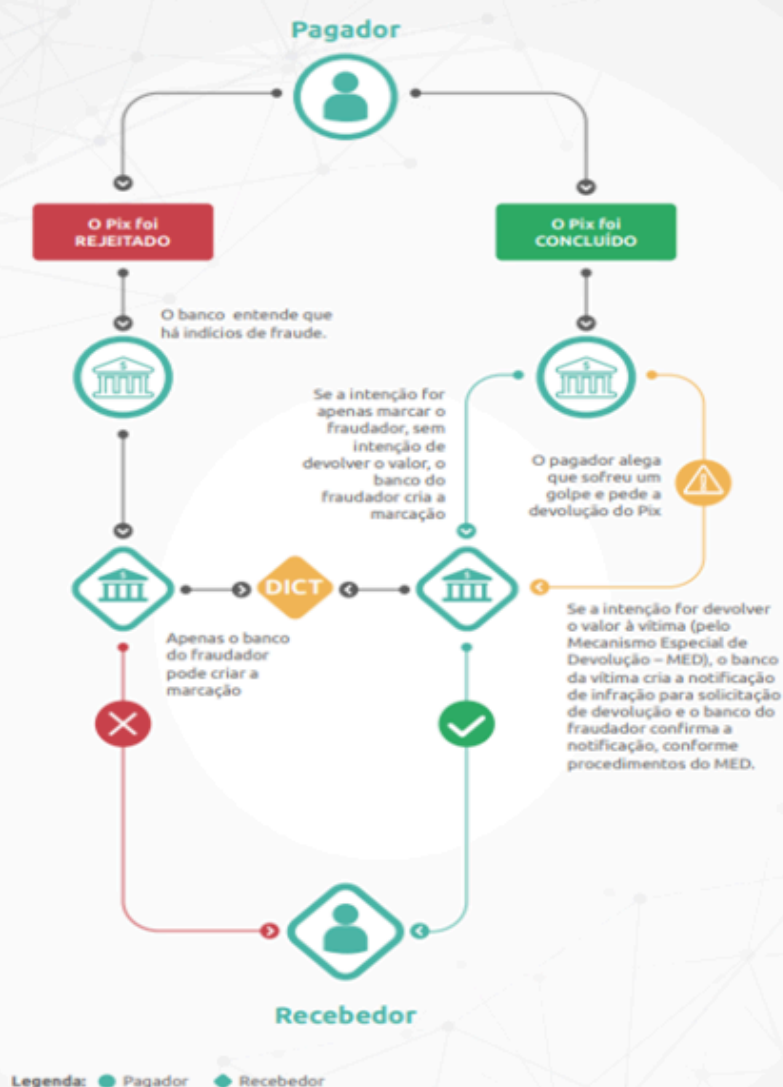 Pagador
O Pix foi
REJEITADO
O Pix foi
CONCLUÍDO
O banco entende que
há indícios de fraude.
Se a intenção for
apenas marcar o
fraudador, sem
intenção de
devolver o valor, o
banco do
fraudador cria a
marcação
O pagador alega
que sofreu um
golpe e pede a
devolução do Pix
DICT
Apenas o banco
do fraudador
pode criar a
marcação
Se a intenção for devolver
o valor à vítima (pelo
Mecanismo Especial de
Devolução – MED), o banco
da vítima cria a notificação
de infração para solicitação
de devolução e o banco do
fraudador confirma a
notificação, conforme
procedimentos do MED.
Recebedor
Legenda: Pagador Recebedor